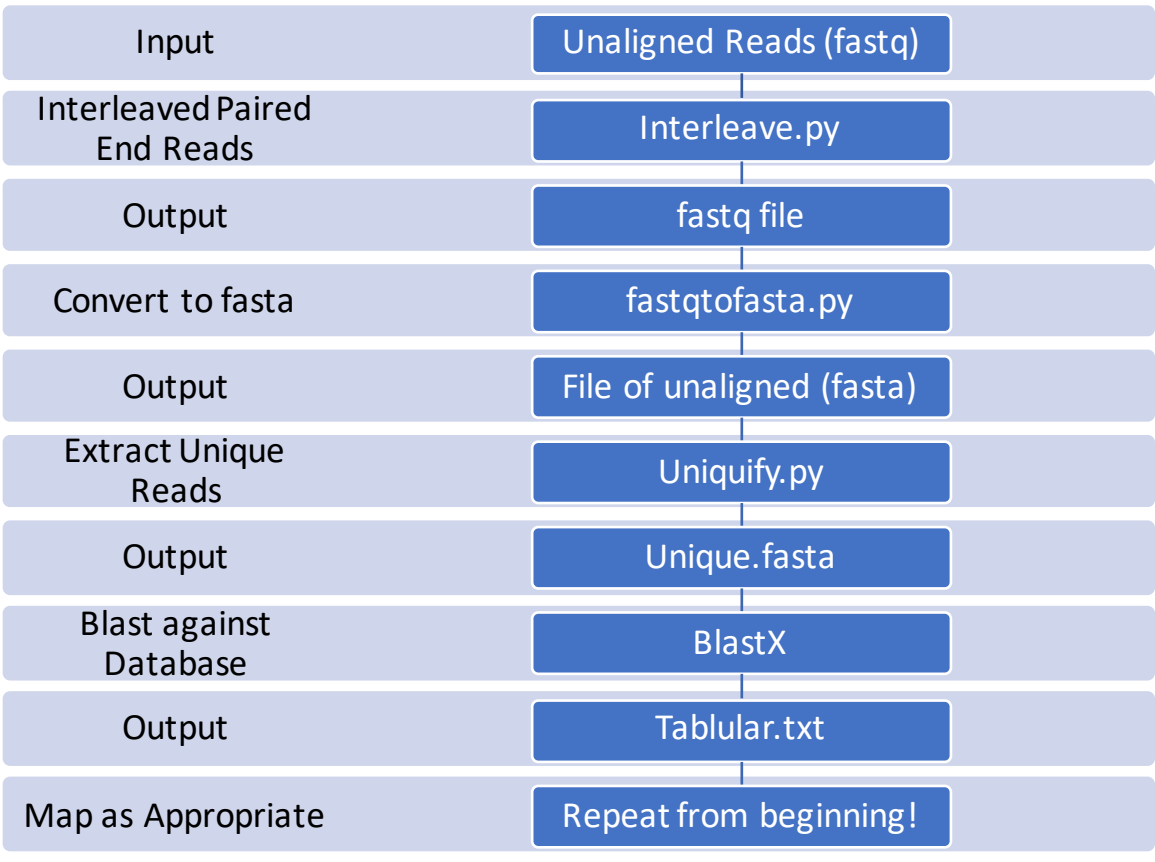 Input
Unaligned Reads (fastq)
Interleaved Paired
End Reads
Interleave.py
Output
fastq file
Convert to fasta
fastqtofasta.py
Output
File of unaligned (fasta)
Extract Unique
Reads
Uniquify.py
Output
Unique.fasta
Blast against
Database
BlastX
Output
Tablular.txt
Map as Appropriate
Repeat from beginning!